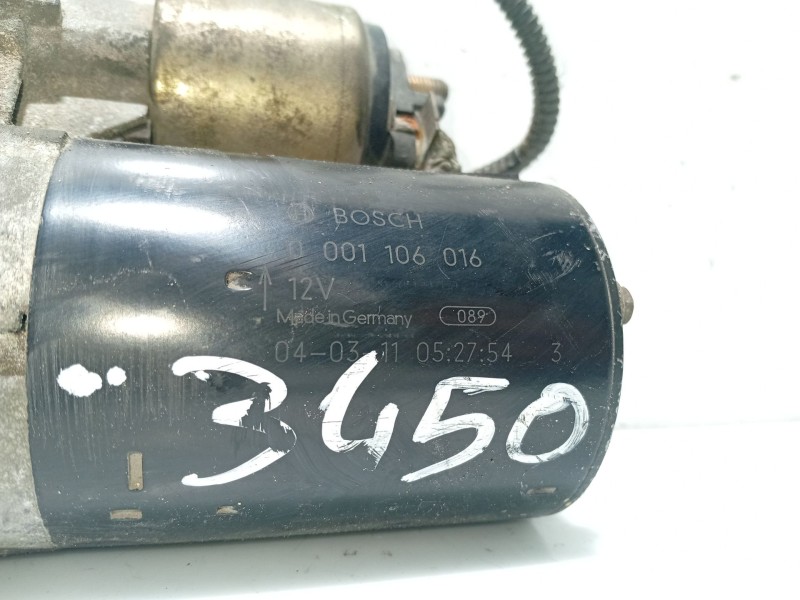 BOSCH
0 001 106 016
12V
Made in Germany 089
04-03-11 05:27:54 3
3450